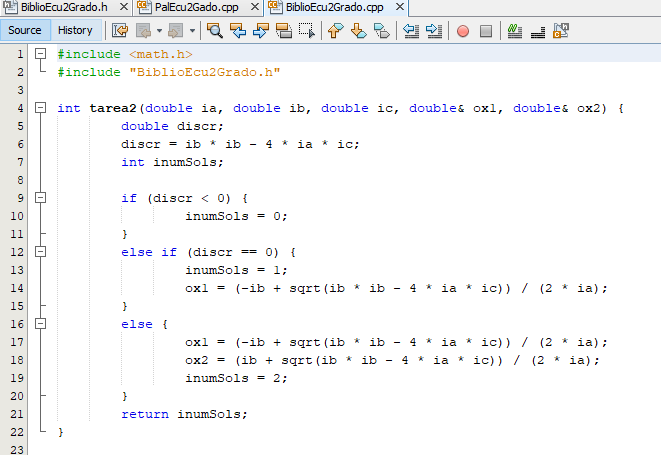 BiblioEcu2Grado.h PalEcu2Gado.cpp BiblioEcu2Grado.cpp
Source History
1 #include <math.h>
2 #include "BiblioEcu2Grado.h"
3
4 int tarea2(double ia, double ib, double ic, double& ox1, double& ox2) {
5 double discr;
6 discr = ib * ib - 4 * ia * ic;
7 int inumSols;
8
9 if (discr < 0) {
10 inumSols = 0;
11 }
12 else if (discr == 0) {
13 inumSols = 1;
14 ox1 = (-ib + sqrt(ib * ib - 4 * ia * ic)) / (2 * ia);
15 }
16 else {
17 ox1 = (-ib + sqrt(ib * ib - 4 * ia * ic)) / (2 * ia);
18 ox2 = (ib + sqrt(ib * ib - 4 * ia * ic)) / (2 * ia);
19 inumSols = 2;
20 }
21 return inumSols;
22 }
23